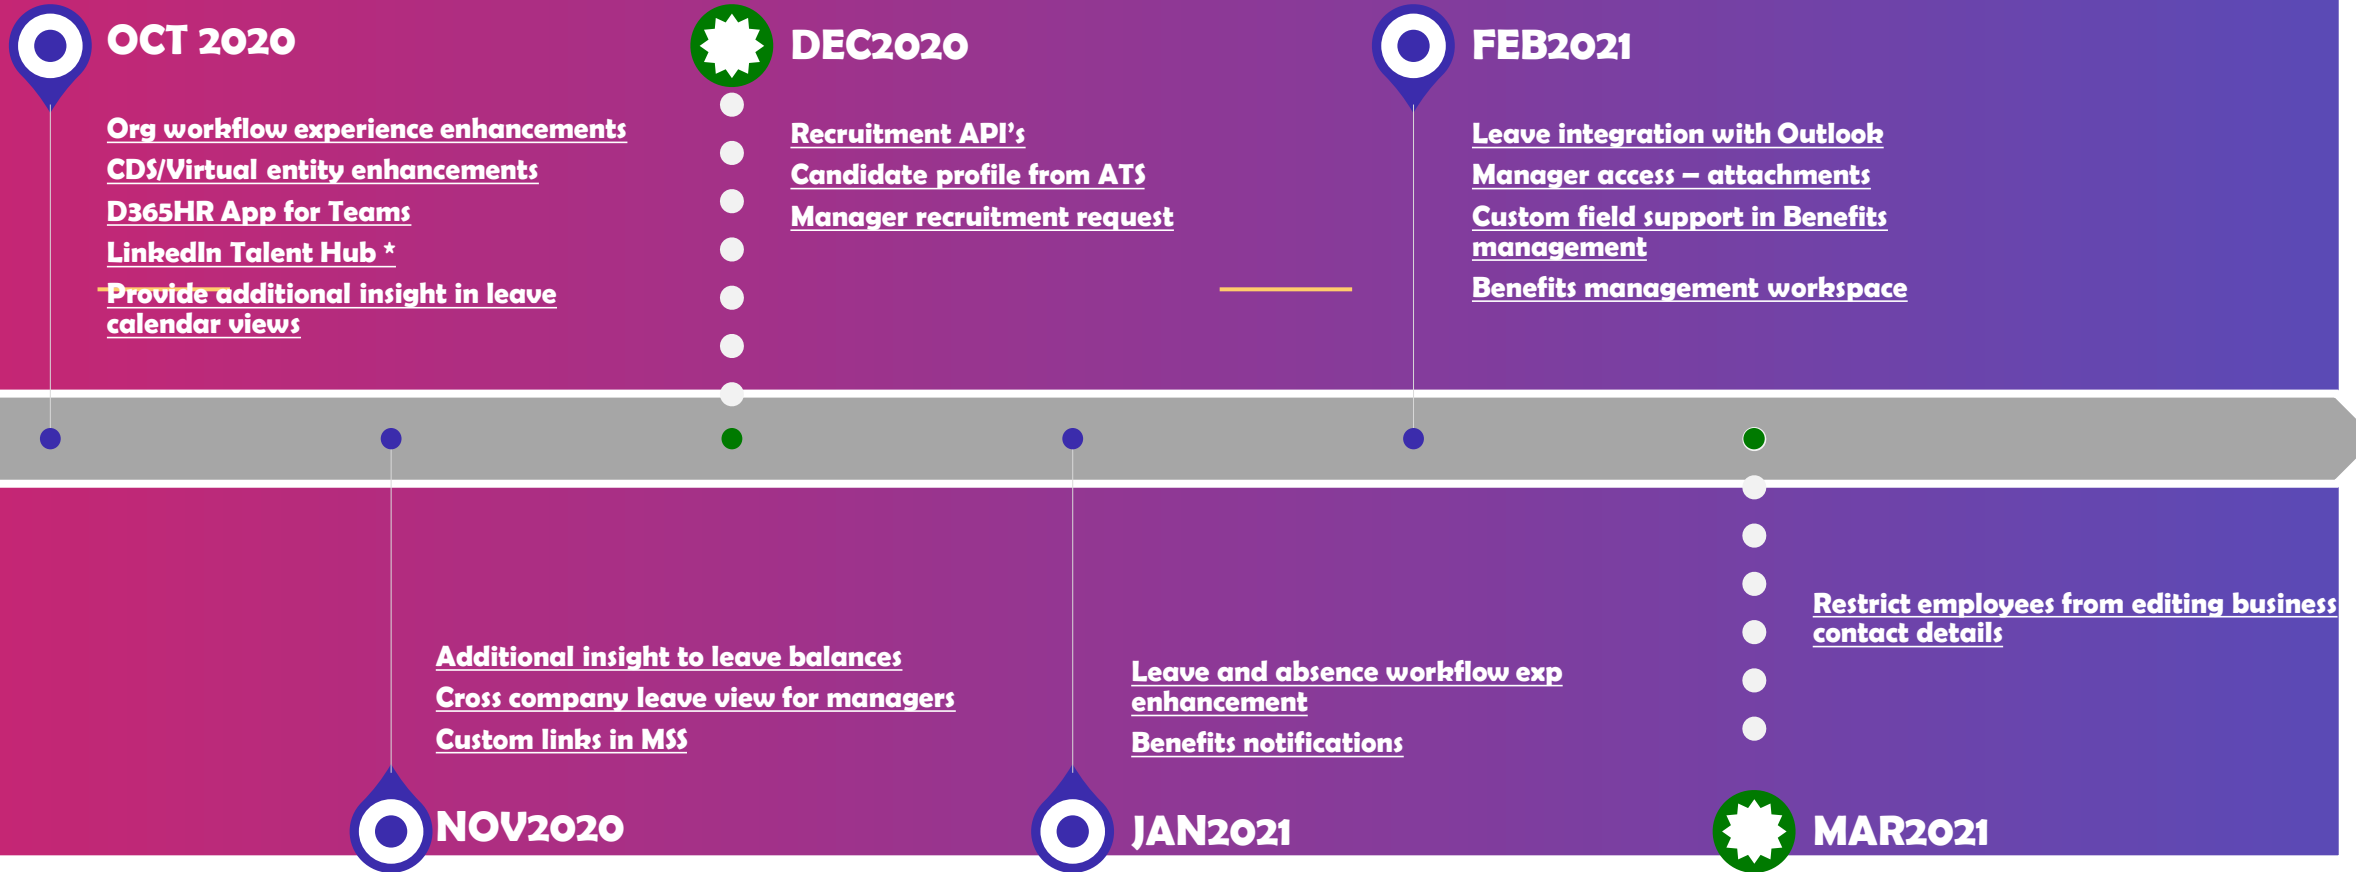 OCT 2020
Org workflow experience enhancements
CDS/Virtual entity enhancements
D365HR App for Teams
LinkedIn Talent Hub *
Provide additional insight in leave
calendar views
DEC2020
Recruitment API’s
Candidate profile from ATS
Manager recruitment request
FEB2021
Leave integration with Outlook
Manager access – attachments
Custom field support in Benefits
management
Benefits management workspace
Additional insight to leave balances
Cross company leave view for managers
Custom links in MSS
NOV2020
Leave and absence workflow exp
enhancement
Benefits notifications
JAN2021
Restrict employees from editing business
contact details
MAR2021